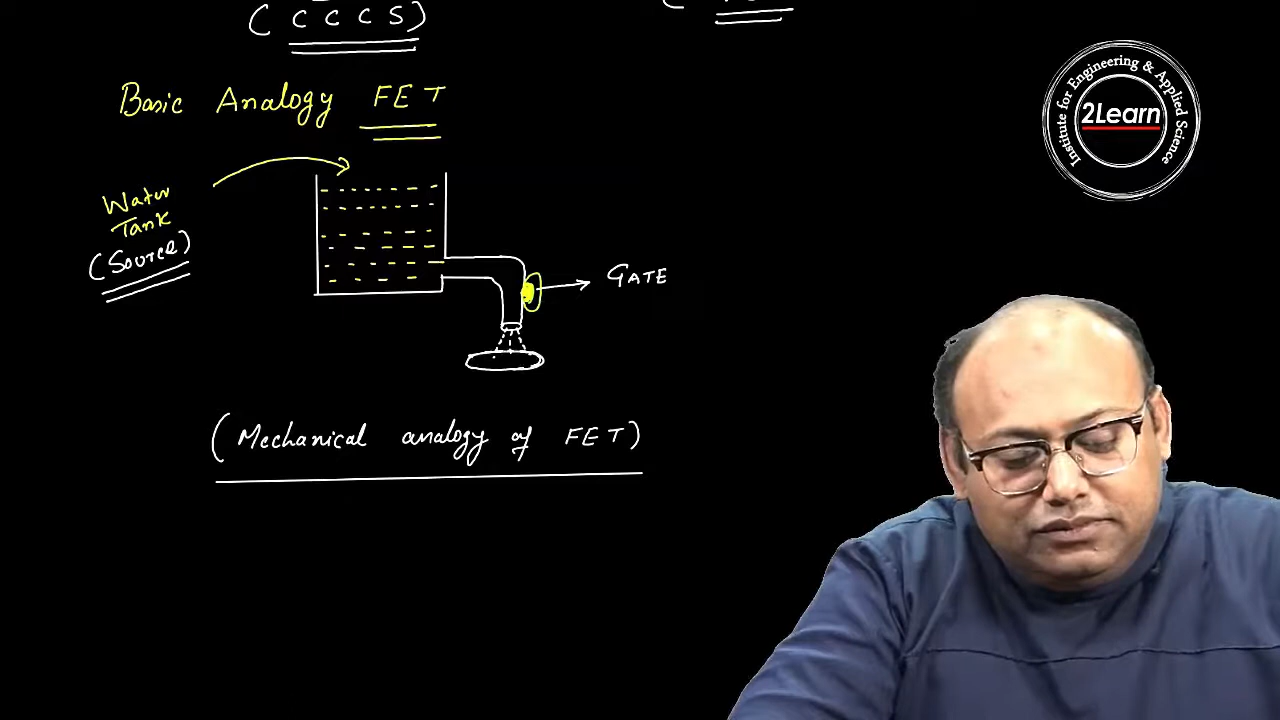 ( C C C S )
Basic Analogy FET
Water
Tank
(Source)
GATE
(Mechanical analogy of FET)
Institute for Engineering & Applied Science
2Learn